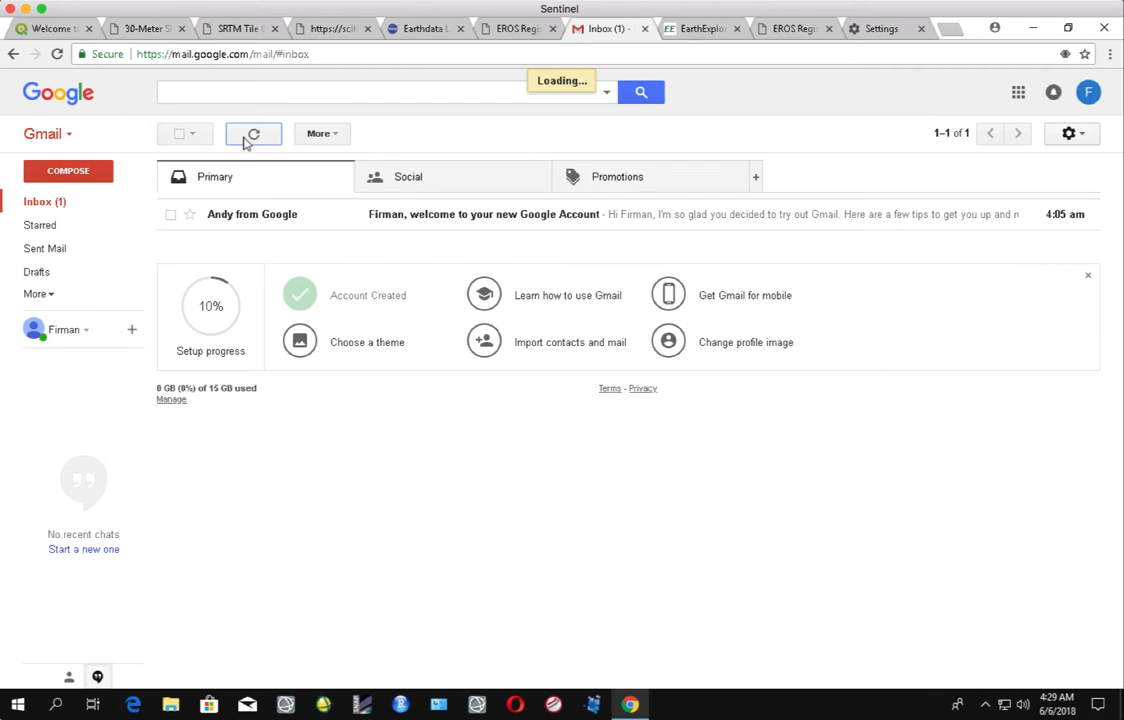 Sentinel
Welcome t
30-Meter S
SRTM Tile G
https://scih
Earthdata L
EROS Regi
Inbox (1) -
EarthExplor
EROS Regi
Settings
Secure
https://mail.google.com/mail/#inbox
Loading...
Google
F
Gmail
More
1–1 of 1
COMPOSE
Primary
Social
Promotions
+
Inbox (1)
Andy from Google
Firman, welcome to your new Google Account - Hi Firman, I'm so glad you decided to try out Gmail. Here are a few tips to get you up and r
4:05 am
Starred
Sent Mail
Drafts
More
Firman
10%
Setup progress
Account Created
Learn how to use Gmail
Get Gmail for mobile
Choose a theme
Import contacts and mail
Change profile image
0 GB (0%) of 15 GB used
Manage
Terms - Privacy
No recent chats
Start a new one
4:29 AM
6/6/2018